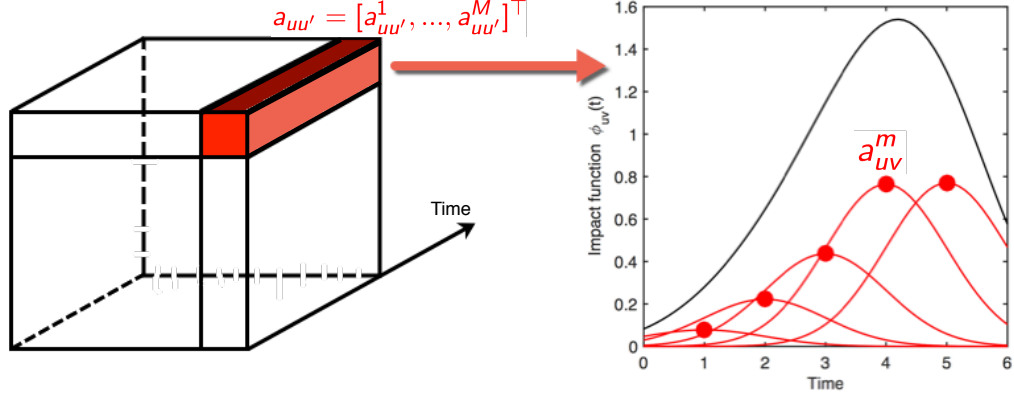 a_{uu'} = [a^1_{uu'}, ..., a^M_{uu'}]^⊤
Time
1.6
1.4
1.2
1
0.8
0.6
0.4
0.2
0
Impact function ϕ_{uv}(t)
a^m_{uv}
0 1 2 3 4 5 6
Time